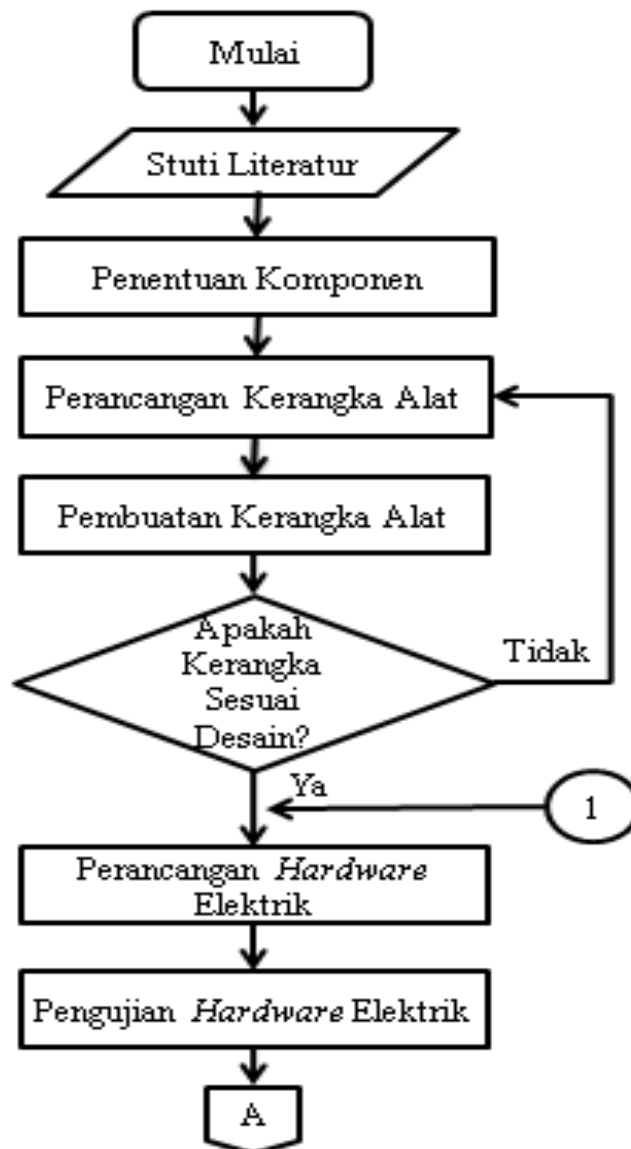 Mulai
Stuti Literatur
Penentuan Komponen
Perancangan Kerangka Alat
Pembuatan Kerangka Alat
Apakah
Kerangka
Sesuai
Desain?
Tidak
Ya
1
Perancangan Hardware
Elektrik
Pengujian Hardware Elektrik
A